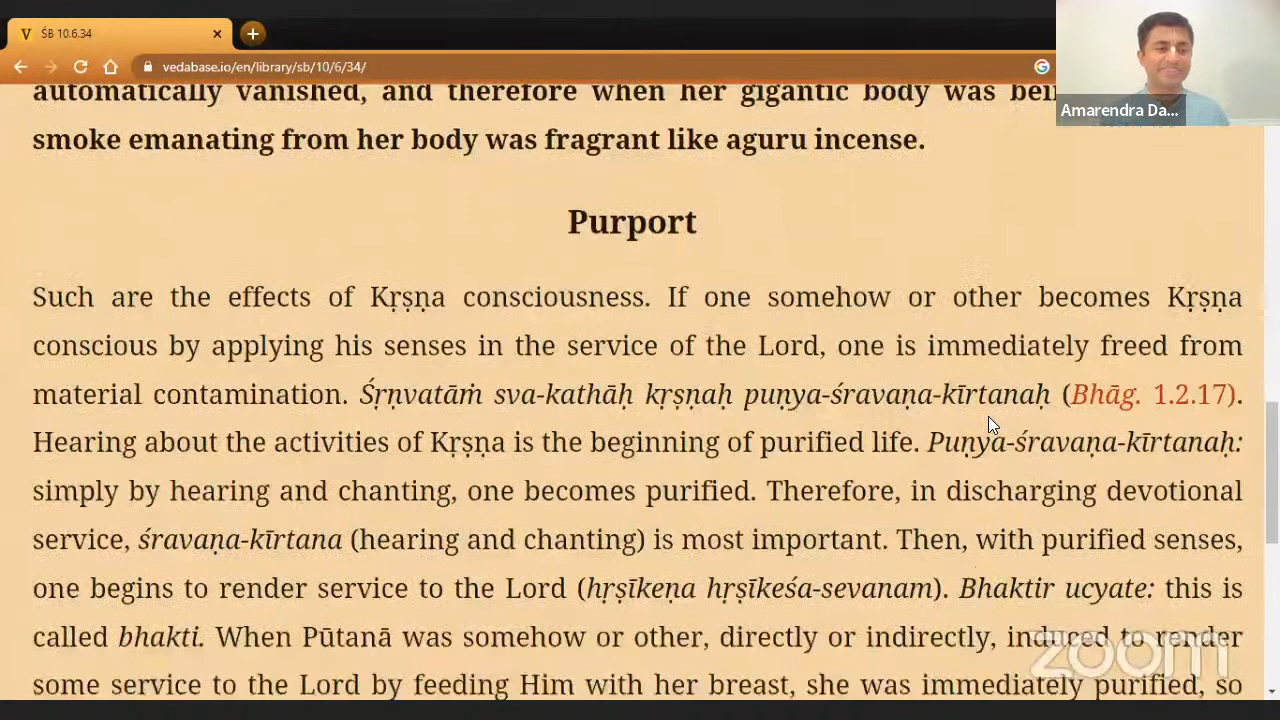 ŚB 10.6.34
vedabase.io/en/library/sb/10/6/34/
Amarendra Da...
automatically vanished, and therefore when her gigantic body was
smoke emanating from her body was fragrant like aguru incense.
Purport
Such are the effects of Kṛṣṇa consciousness. If one somehow or other becomes Kṛṣṇa
conscious by applying his senses in the service of the Lord, one is immediately freed from
material contamination. Śṛṇvatāṁ sva-kathāḥ kṛṣṇaḥ puṇya-śravaṇa-kīrtanaḥ (Bhāg. 1.2.17).
Hearing about the activities of Kṛṣṇa is the beginning of purified life. Puṇya-śravaṇa-kīrtanaḥ:
simply by hearing and chanting, one becomes purified. Therefore, in discharging devotional
service, śravaṇa-kīrtana (hearing and chanting) is most important. Then, with purified senses,
one begins to render service to the Lord (hṛṣīkeṇa hṛṣīkeśa-sevanam). Bhaktir ucyate: this is
called bhakti. When Pūtanā was somehow or other, directly or indirectly, induced to render
some service to the Lord by feeding Him with her breast, she was immediately purified, so
zoom